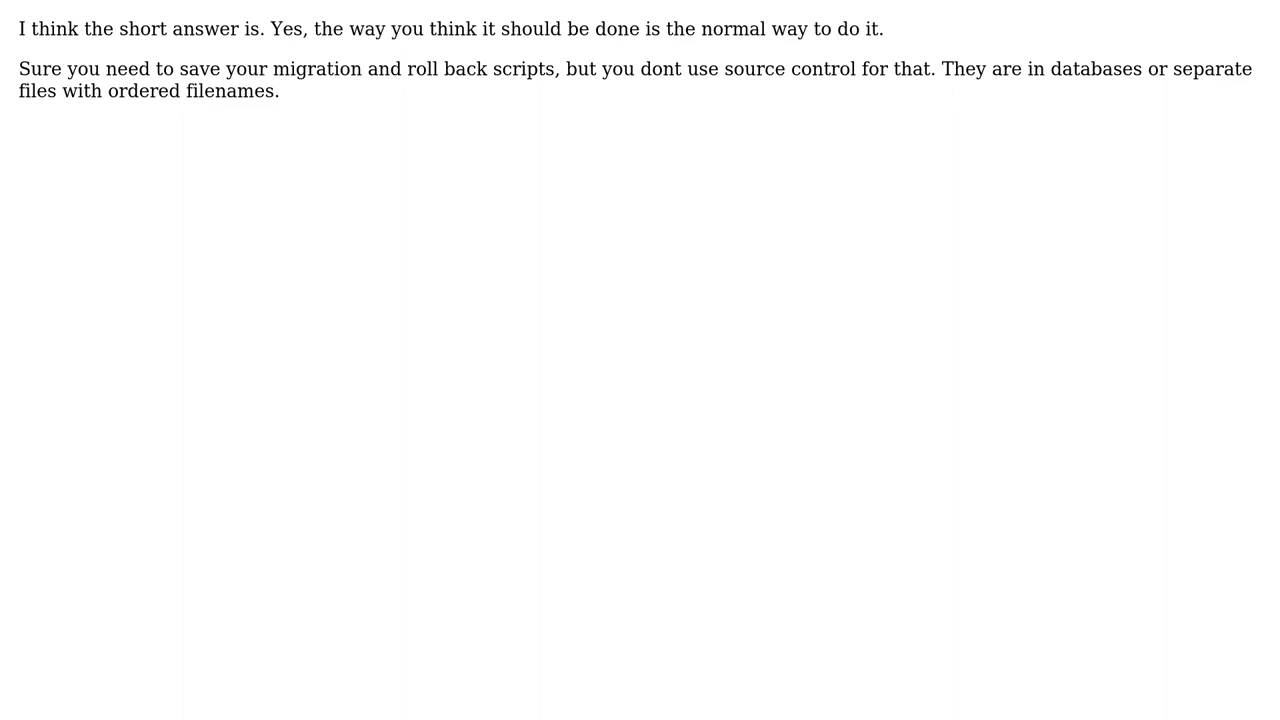 I think the short answer is. Yes, the way you think it should be done is the normal way to do it.
Sure you need to save your migration and roll back scripts, but you dont use source control for that. They are in databases or separate
files with ordered filenames.